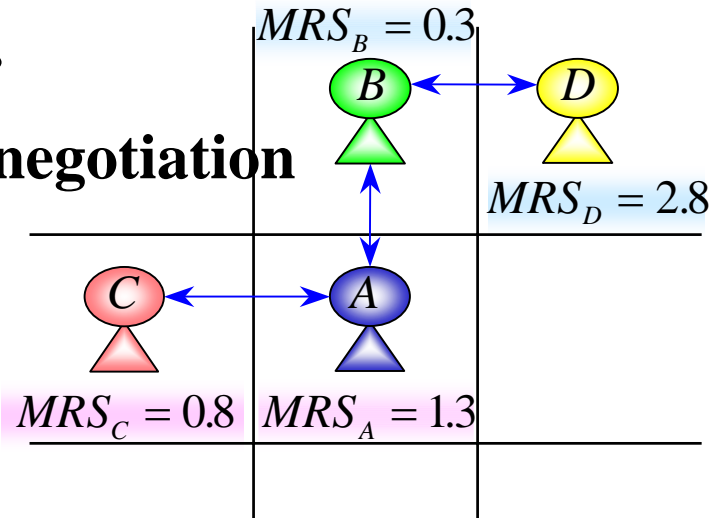 MRS_B = 0.3
B D
negotiation
MRS_D = 2.8
C A
MRS_C = 0.8 MRS_A = 1.3